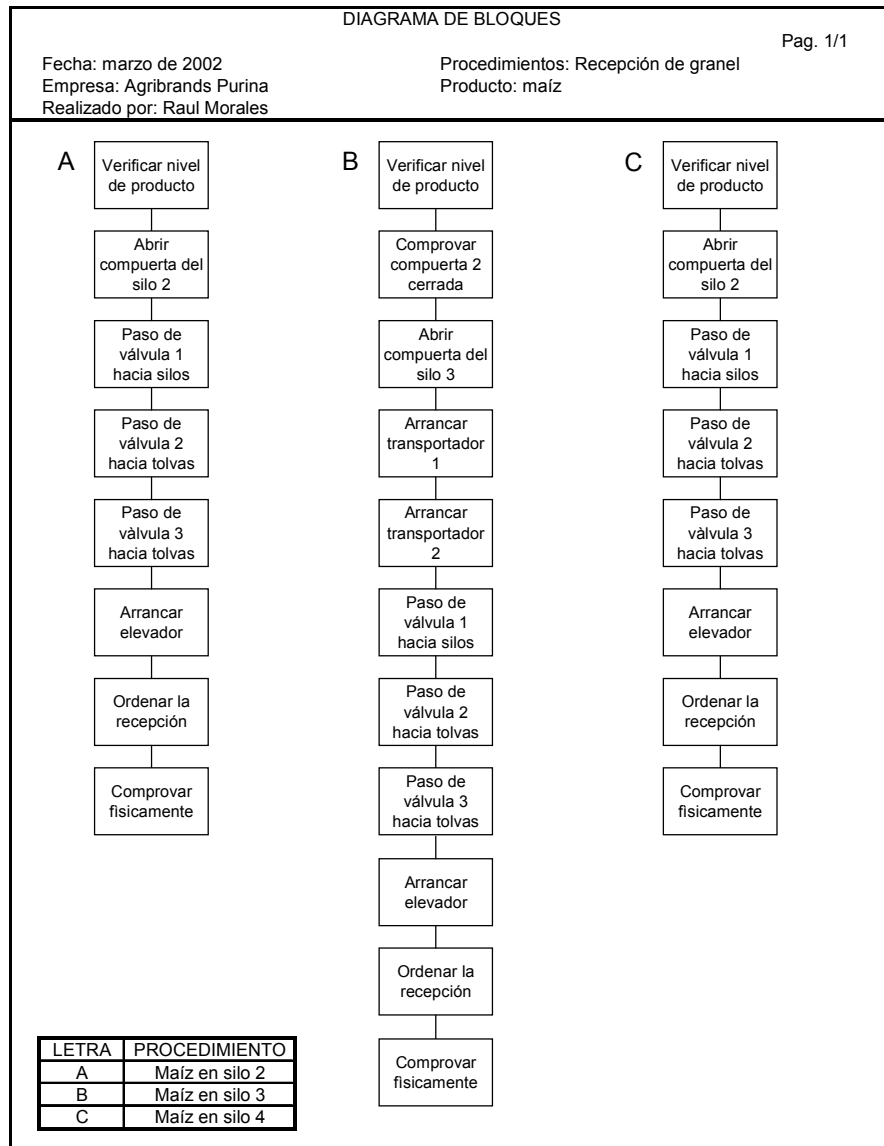 DIAGRAMA DE BLOQUES
Pag. 1/1
Fecha: marzo de 2002
Procedimientos: Recepción de granel
Empresa: Agribrands Purina
Producto: maíz
Realizado por: Raul Morales
A
Verificar nivel
de producto
Abrir
compuerta del
silo 2
Paso de
válvula 1
hacia silos
Paso de
válvula 2
hacia tolvas
Paso de
vàlvula 3
hacia tolvas
Arrancar
elevador
Ordenar la
recepción
Comprovar
fìsicamente
B
Verificar nivel
de producto
Comprovar
compuerta 2
cerrada
Abrir
compuerta del
silo 3
Arrancar
transportador
1
Arrancar
transportador
2
Paso de
válvula 1
hacia silos
Paso de
válvula 2
hacia tolvas
Paso de
válvula 3
hacia tolvas
Arrancar
elevador
Ordenar la
recepción
Comprovar
fìsicamente
C
Verificar nivel
de producto
Abrir
compuerta del
silo 2
Paso de
válvula 1
hacia silos
Paso de
válvula 2
hacia tolvas
Paso de
vàlvula 3
hacia tolvas
Arrancar
elevador
Ordenar la
recepción
Comprovar
fìsicamente
LETRA PROCEDIMIENTO
A Maíz en silo 2
B Maíz en silo 3
C Maíz en silo 4